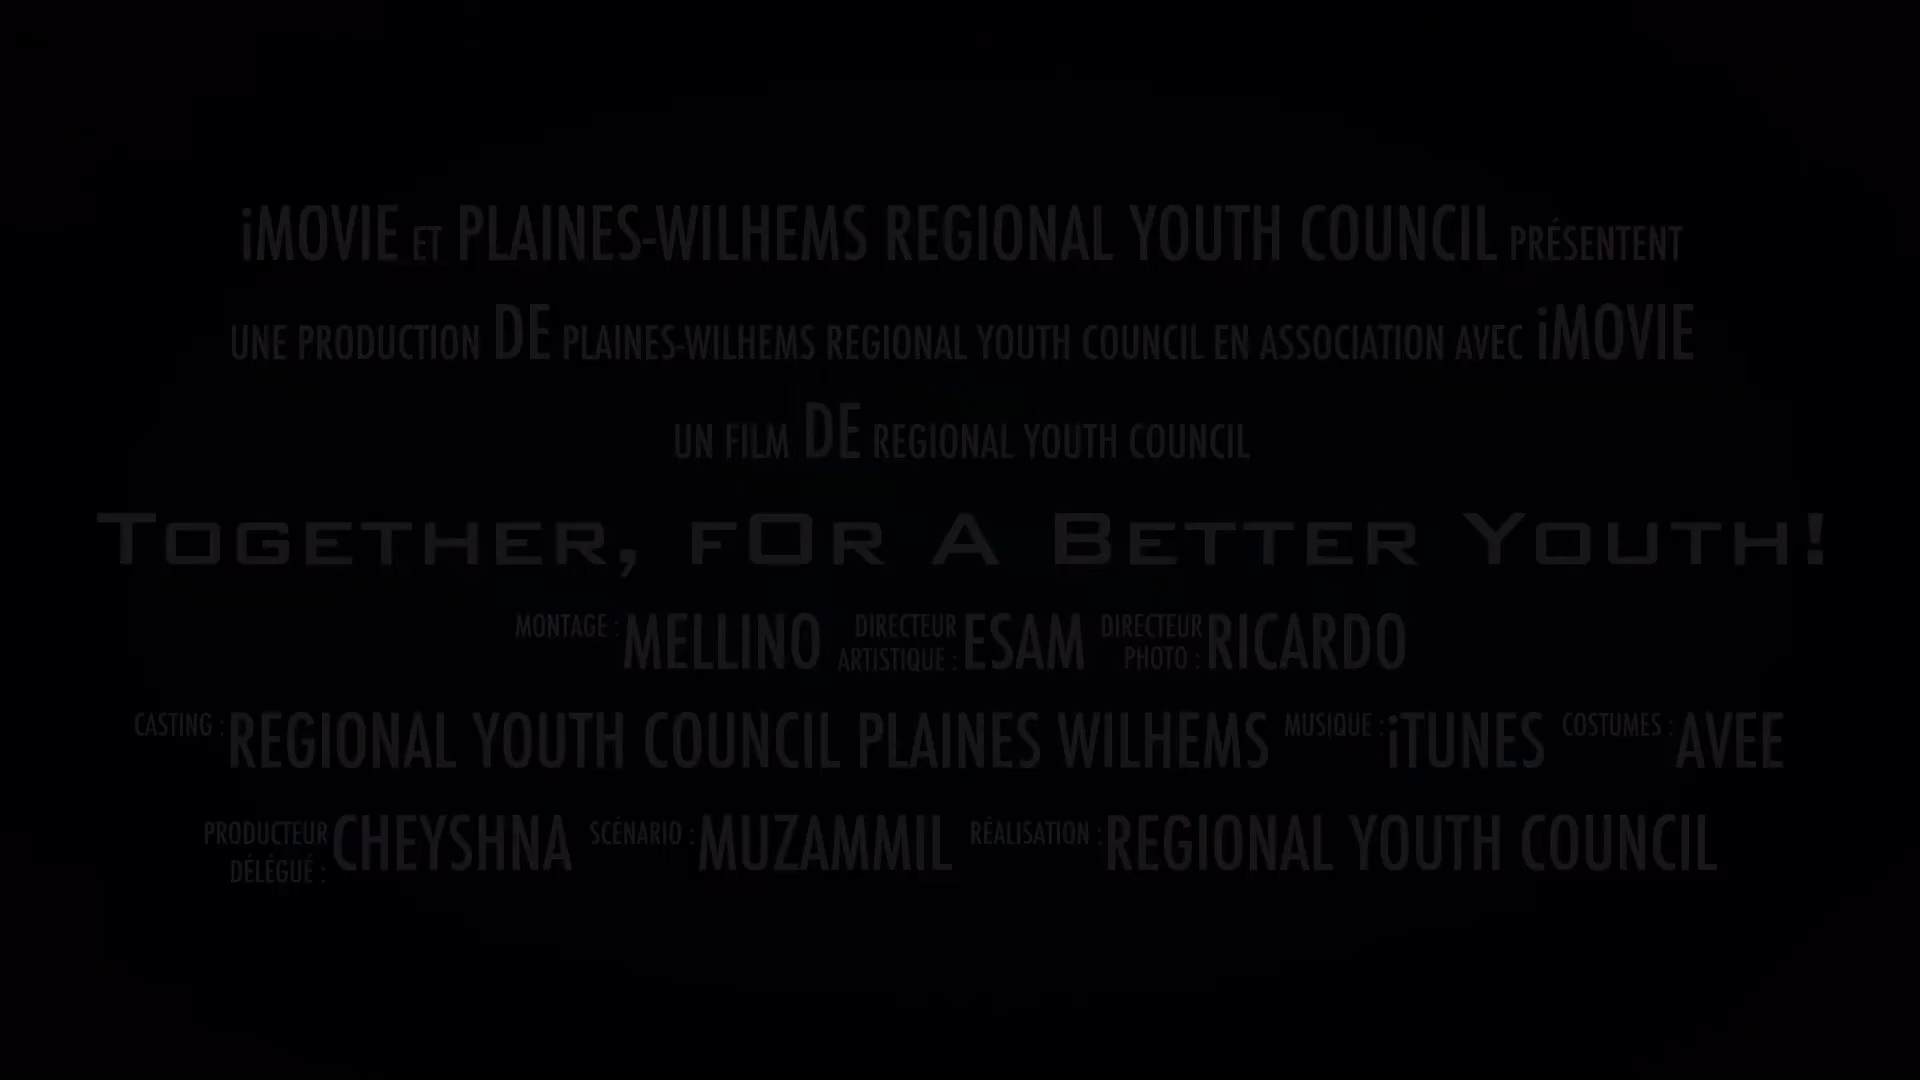 iMOVIE ET PLAINES-WILHEMS REGIONAL YOUTH COUNCIL PRÉSENTENT
UNE PRODUCTION DE PLAINES-WILHEMS REGIONAL YOUTH COUNCIL EN ASSOCIATION AVEC iMOVIE
UN FILM DE REGIONAL YOUTH COUNCIL
TOGETHER, fOR A BETTER YOUTH!
MONTAGE : MELLINO DIRECTEUR ARTISTIQUE : ESAM DIRECTEUR PHOTO : RICARDO
CASTING : REGIONAL YOUTH COUNCIL PLAINES WILHEMS MUSIQUE : iTUNES COSTUMES : AVEE
PRODUCTEUR DÉLÉGUÉ : CHEYSHNA SCÉNARIO : MUZAMMIL RÉALISATION : REGIONAL YOUTH COUNCIL